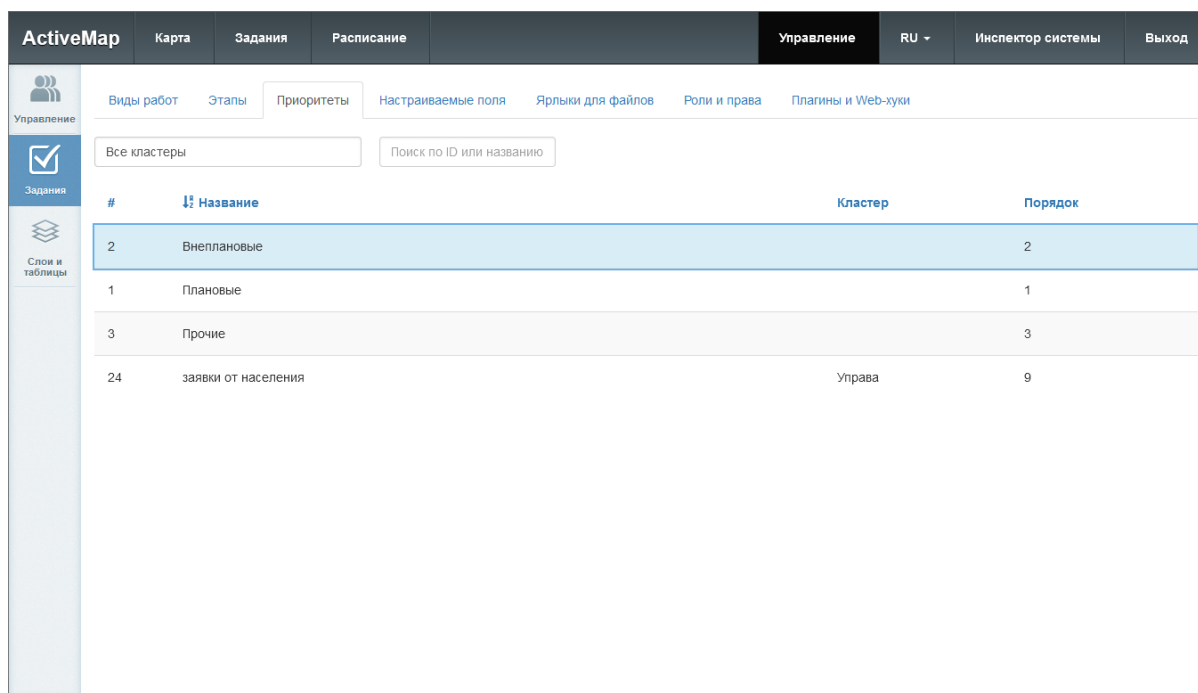 ActiveMap Карта Задания Расписание Управление RU Инспектор системы Выход
Управление
Задания
Слои и
таблицы
Виды работ Этапы Приоритеты Настраиваемые поля Ярлыки для файлов Роли и права Плагины и Web-хуки
Все кластеры Поиск по ID или названию
# Название Кластер Порядок
2 Внеплановые 2
1 Плановые 1
3 Прочие 3
24 заявки от населения Управа 9